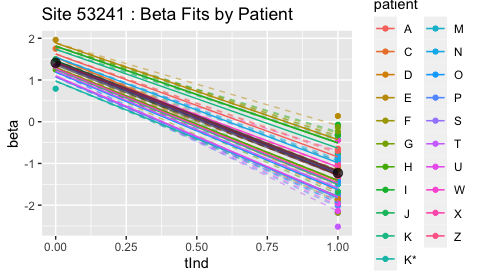 Site 53241 : Beta Fits by Patient
beta
2
1
0
-1
-2
0.00
0.25
0.50
0.75
1.00
tInd
patient
A
C
D
E
F
G
H
I
J
K
K*
M
N
O
P
S
T
U
W
X
Z